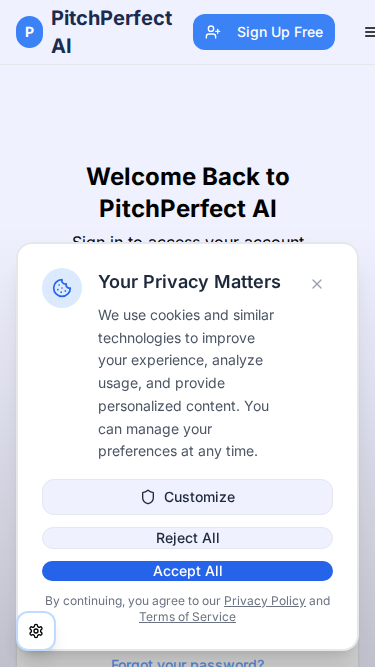 P
PitchPerfect
AI
Sign Up Free
Welcome Back to
PitchPerfect AI
Sign in to access your account
Your Privacy Matters
We use cookies and similar
technologies to improve
your experience, analyze
usage, and provide
personalized content. You
can manage your
preferences at any time.
Customize
Reject All
Accept All
By continuing, you agree to our Privacy Policy and
Terms of Service
Forgot your password?